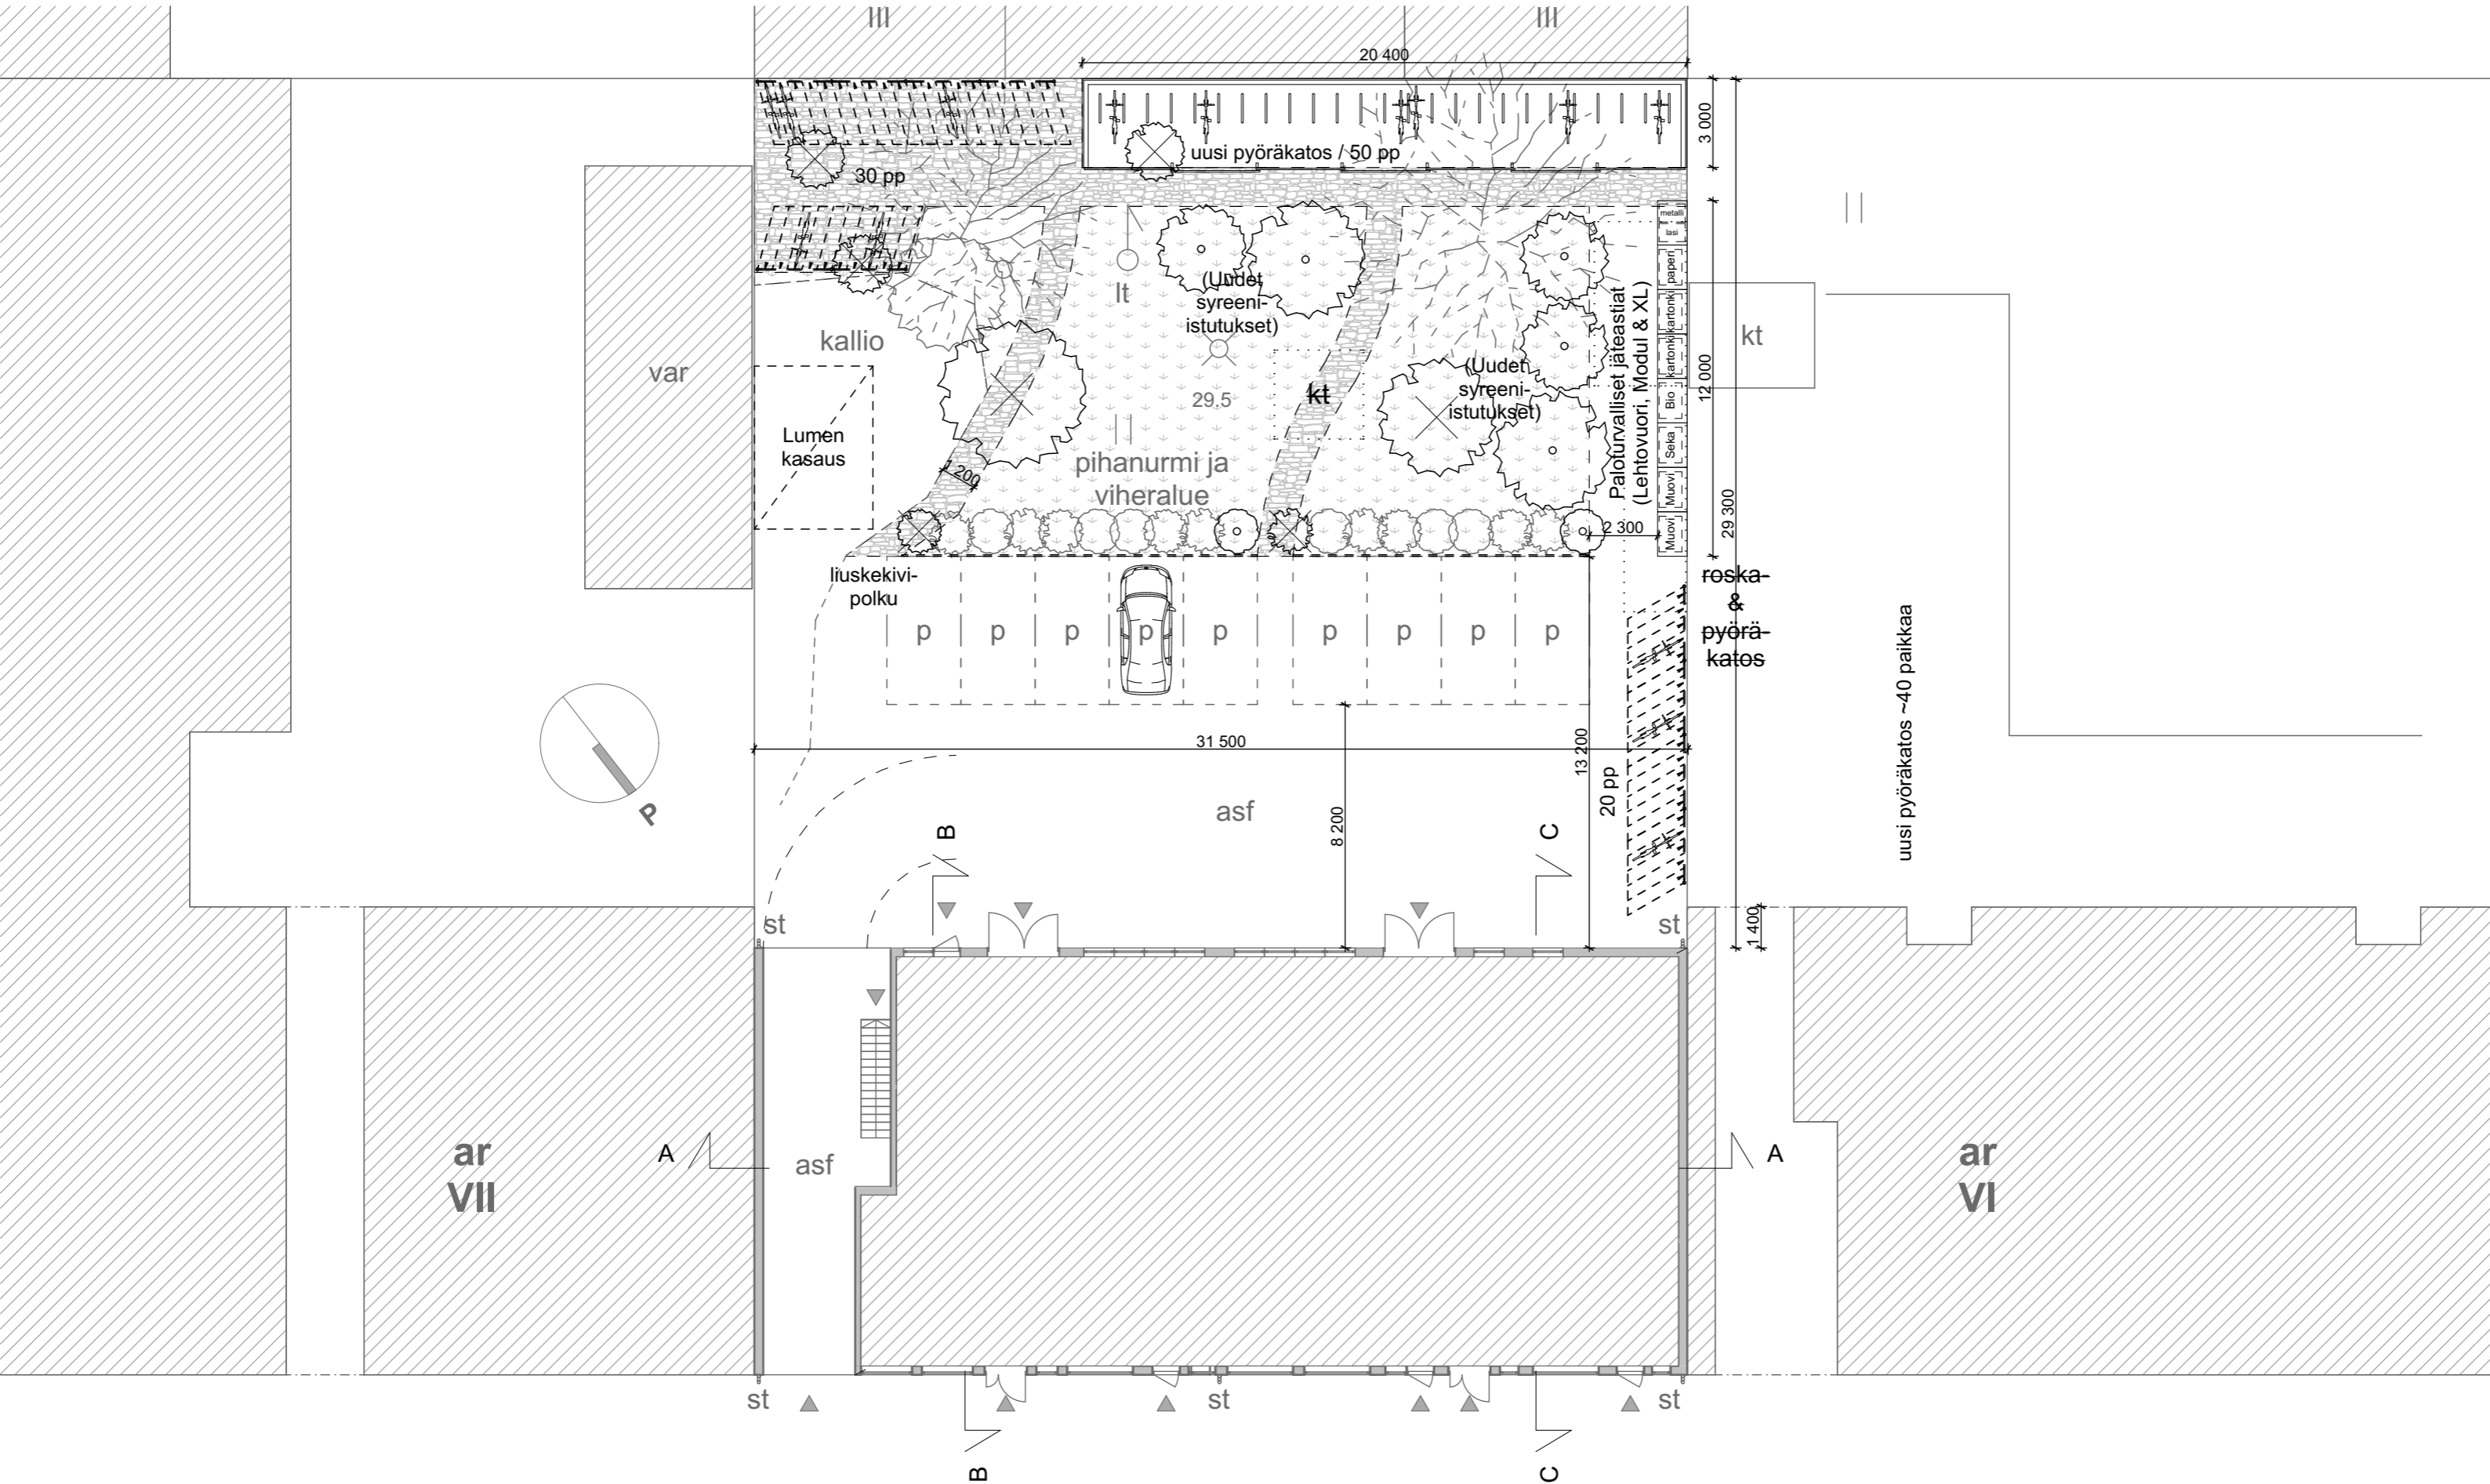 III
III
20 400
3 000
uusi pyöräkatos / 50 pp
30 pp
metalli
lasi
paperi
kartonki
kartonki
Bio
Seka
Muovi
Muovi
Paloturvalliset jäteastiat
(Lehtovuori, Modul & XL)
12 000
29 300
kt
lt
(Uudet
syreeni-
istutukset)
(Uudet
syreeni-
istutukset)
kallio
var
Lumen
kasaus
1 200
29.5
kt
pihanurmi ja
viheralue
2 300
liuskekivi-
polku
p
p
p
p
p
p
p
p
p
roska-
&
pyörä-
katos
uusi pyöräkatos ~40 paikkaa
31 500
13 200
20 pp
8 200
asf
P
B
C
st
st
1 400
ar
VII
A
asf
A
ar
VI
st
st
st
B
C